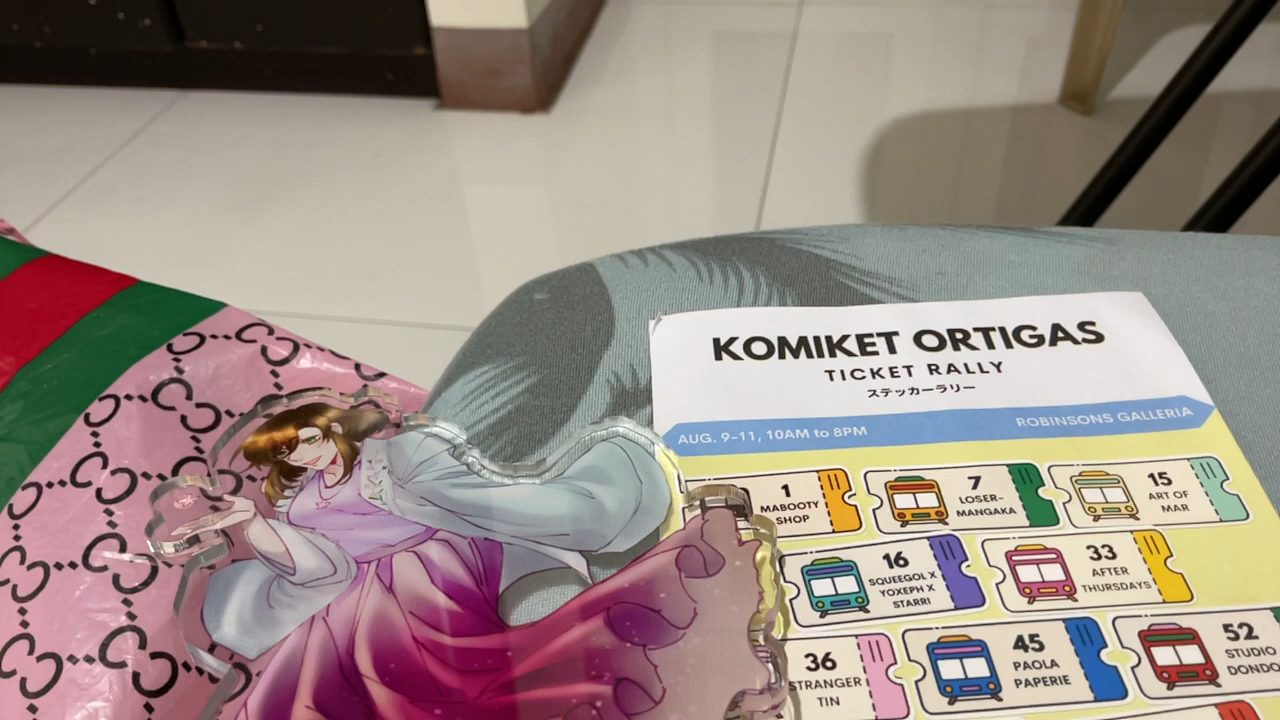 KOMIKET ORTIGAS
TICKET RALLY
ステッカーラリー
AUG. 9-11, 10AM to 8PM
ROBINSONS GALLERIA
1
MABOOTY
SHOP
7
LOSER-
MANGAKA
15
ART OF
MAR
16
SQUEEGOL X
YOXEPH X
STARRI
33
AFTER
THURSDAYS
36
STRANGER
TIN
45
PAOLA
PAPERIE
52
STUDIO
DONDO